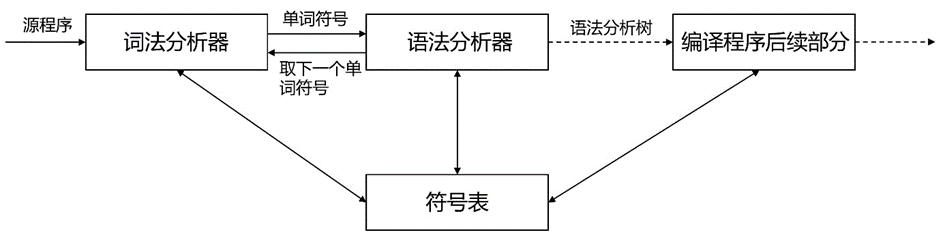 源程序
词法分析器
单词符号
取下一个单
词符号
语法分析器
语法分析树
编译程序后续部分
符号表